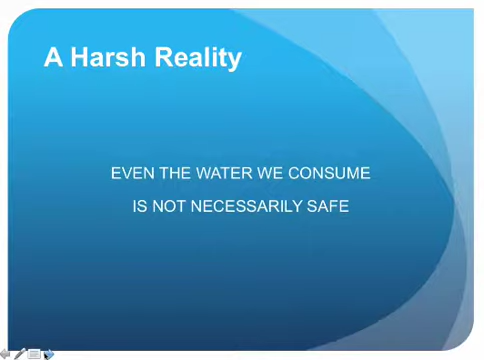 A Harsh Reality
EVEN THE WATER WE CONSUME
IS NOT NECESSARILY SAFE